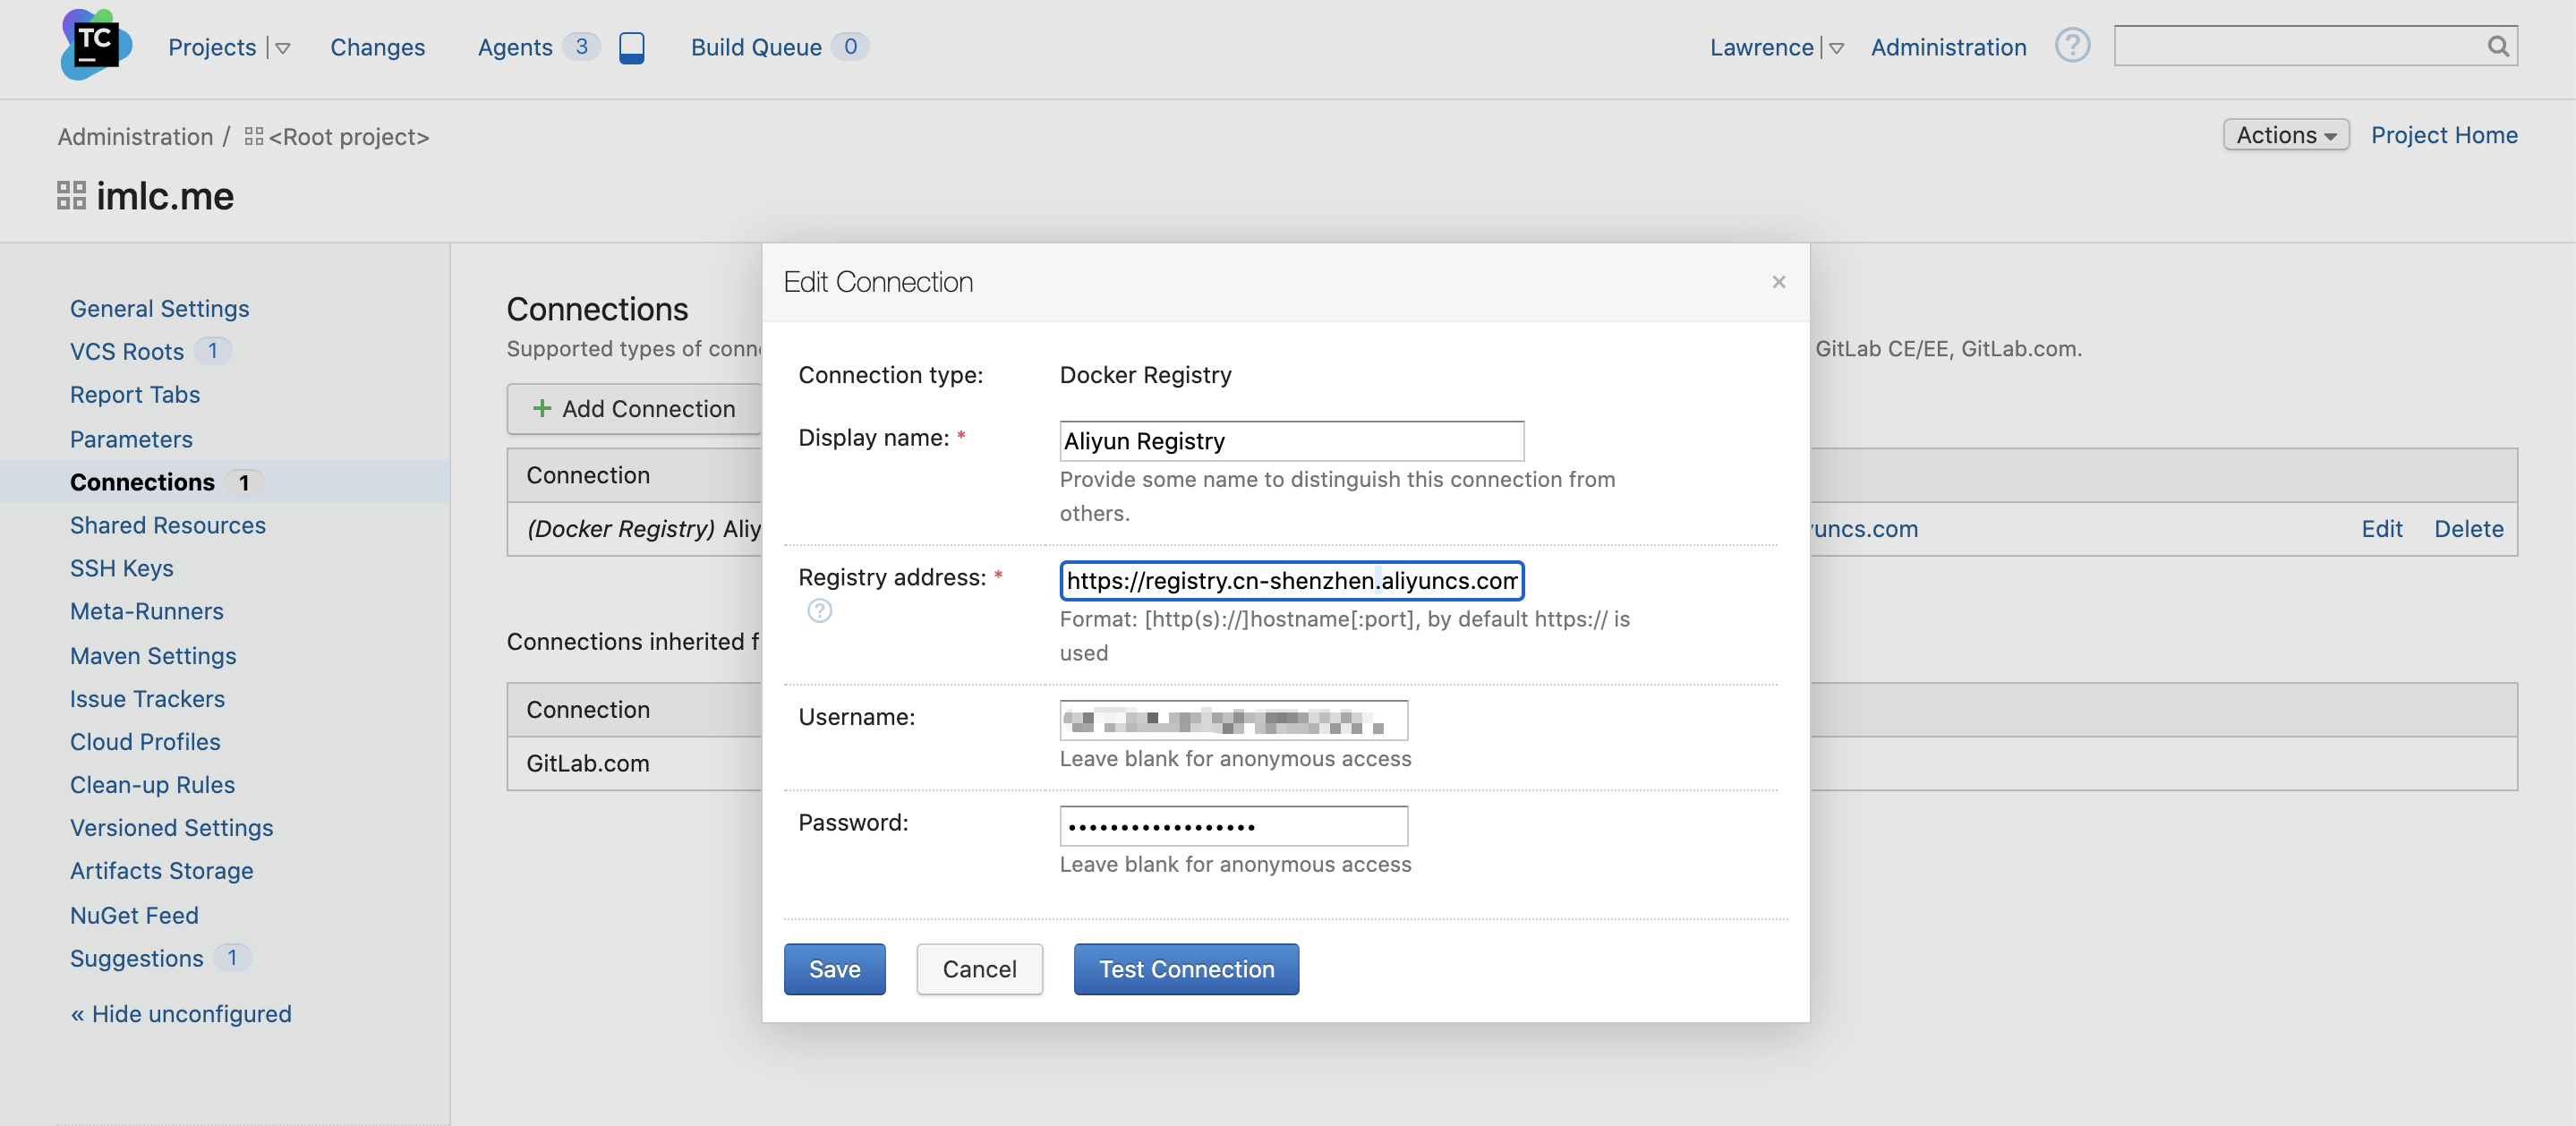 TC
Projects
Changes
Agents 3
Build Queue 0
Lawrence
Administration
?
Administration / <Root project>
Actions
Project Home
imlc.me
General Settings
VCS Roots 1
Report Tabs
Parameters
Connections 1
Shared Resources
SSH Keys
Meta-Runners
Maven Settings
Issue Trackers
Cloud Profiles
Clean-up Rules
Versioned Settings
Artifacts Storage
NuGet Feed
Suggestions 1
« Hide unconfigured
Connections
Supported types of conn
GitLab CE/EE, GitLab.com.
+ Add Connection
Connection
(Docker Registry) Aliy
uncs.com
Edit
Delete
Connections inherited f
Connection
GitLab.com
Edit Connection
×
Connection type:
Docker Registry
Display name: *
Aliyun Registry
Provide some name to distinguish this connection from
others.
Registry address: *
?
https://registry.cn-shenzhen.aliyuncs.com
Format: [http(s)://]hostname[:port], by default https:// is
used
Username:
Leave blank for anonymous access
Password:
••••••••••••••••••
Leave blank for anonymous access
Save
Cancel
Test Connection